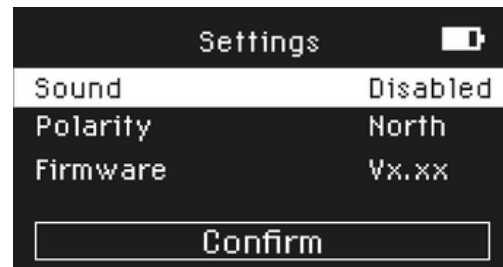 Settings
Sound Disabled
Polarity North
Firmware Vx.xx
Confirm